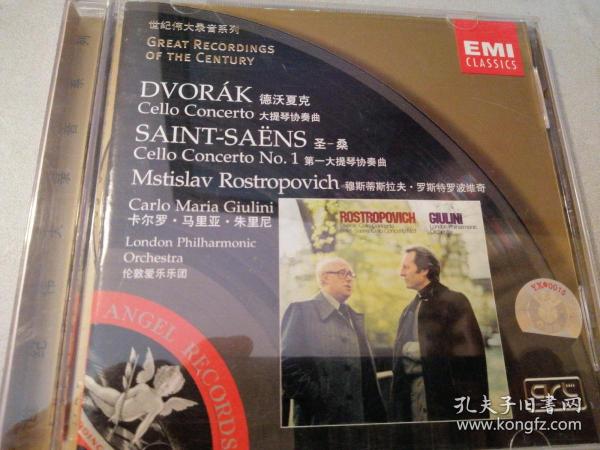 世纪伟大录音系列
GREAT RECORDINGS
OF THE CENTURY
EMI
CLASSICS
DVORÁK 德沃夏克
Cello Concerto 大提琴协奏曲
SAINT-SAËNS 圣-桑
Cello Concerto No. 1 第一大提琴协奏曲
Mstislav Rostropovich 穆斯蒂斯拉夫·罗斯特罗波维奇
Carlo Maria Giulini
卡尔罗·马里亚·朱里尼
London Philharmonic
Orchestra
伦敦爱乐乐团
ROSTROPOVICH GIULINI
ANGEL RECORDS
孔夫子旧书网
www.kongfz.com